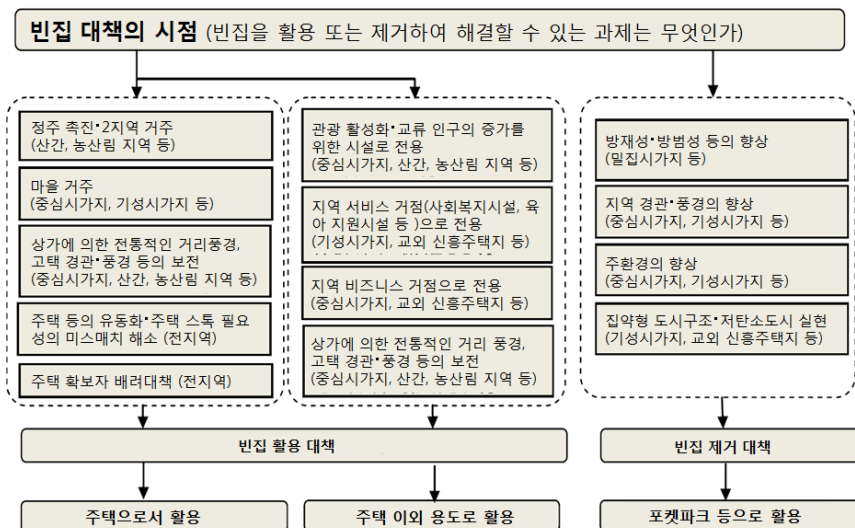 빈집 대책의 시점 (빈집을 활용 또는 제거하여 해결할 수 있는 과제는 무엇인가)
정주 촉진·2지역 거주
(산간, 농산림 지역 등)
마을 거주
(중심시가지, 기성시가지 등)
상가에 의한 전통적인 거리풍경,
고택 경관·풍경 등의 보전
(중심시가지, 산간, 농산림 지역 등)
주택 등의 유동화·주택 스톡 필요
성의 미스매치 해소 (전지역)
주택 확보자 배려대책 (전지역)
관광 활성화·교류 인구의 증가를
위한 시설로 전용
(중심시가지, 산간, 농산림 지역 등)
지역 서비스 거점(사회복지시설, 육
아 지원시설 등 )으로 전용
(기성시가지, 교외 신흥주택지 등)
지역 비즈니스 거점으로 전용
(중심시가지, 교외 신흥주택지 등)
상가에 의한 전통적인 거리 풍경,
고택 경관·풍경 등의 보전
(중심시가지, 산간, 농산림 지역 등)
방재성·방범성 등의 향상
(밀집시가지 등)
지역 경관·풍경의 향상
(중심시가지, 기성시가지 등)
주환경의 향상
(중심시가지, 기성시가지 등)
집약형 도시구조·저탄소도시 실현
(기성시가지, 교외 신흥주택지 등)
빈집 활용 대책
빈집 제거 대책
주택으로서 활용
주택 이외 용도로 활용
포켓파크 등으로 활용